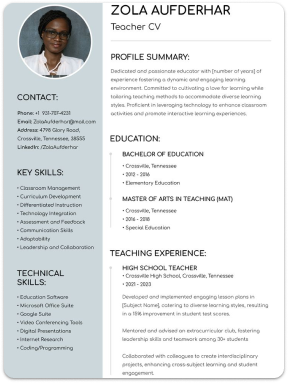 ZOLA AUFDERHAR
Teacher CV
CONTACT:
Phone: +1 931-707-4231
Email: ZolaAufderhar@mail.com
Address: 4798 Glory Road,
Crossville, Tennessee, 38555
LinkedIn: /ZolaAufderhar
KEY SKILLS:
• Classroom Management
• Curriculum Development
• Differentiated Instruction
• Technology Integration
• Assessment and Feedback
• Communication Skills
• Adaptability
• Leadership and Collaboration
TECHNICAL
SKILLS:
• Education Software
• Microsoft Office Suite
• Google Suite
• Video Conferencing Tools
• Digital Presentations
• Internet Research
• Coding/Programming
PROFILE SUMMARY:
Dedicated and passionate educator with [number of years] of
experience fostering a dynamic and engaging learning
environment. Committed to cultivating a love for learning while
tailoring teaching methods to accommodate diverse learning
styles. Proficient in leveraging technology to enhance classroom
activities and promote interactive learning experiences.
EDUCATION:
BACHELOR OF EDUCATION
• Crossville, Tennessee
• 2012 - 2016
• Elementary Education
MASTER OF ARTS IN TEACHING (MAT)
• Crossville, Tennessee
• 2016 - 2018
• Special Education
TEACHING EXPERIENCE:
HIGH SCHOOL TEACHER
• Crossville High School, Crossville, Tennessee
• 2021 - 2023
Developed and implemented engaging lesson plans in
[Subject Name], catering to diverse learning styles, resulting
in a 15% improvement in student test scores.
Mentored and advised an extracurricular club, fostering
leadership skills and teamwork among 30+ students
Collaborated with colleagues to create interdisciplinary
projects, enhancing cross-subject learning and student
engagement.